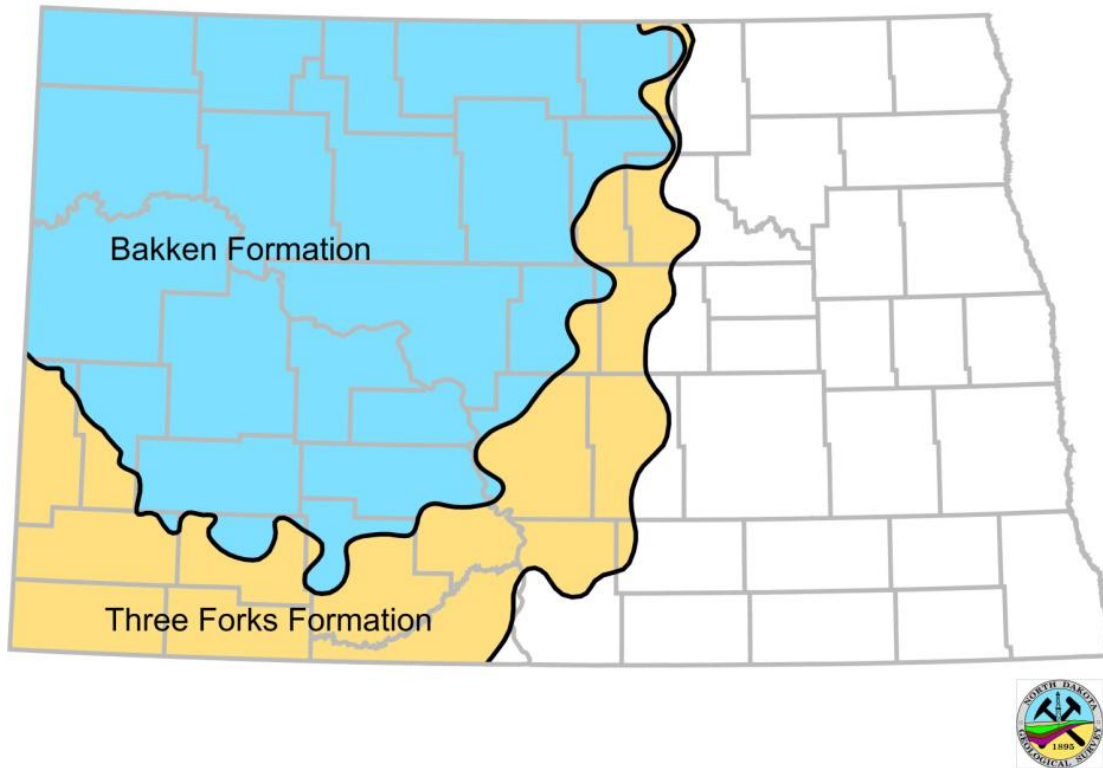 Bakken Formation
Three Forks Formation
NORTH DAKOTA
GEOLOGICAL SURVEY
1895